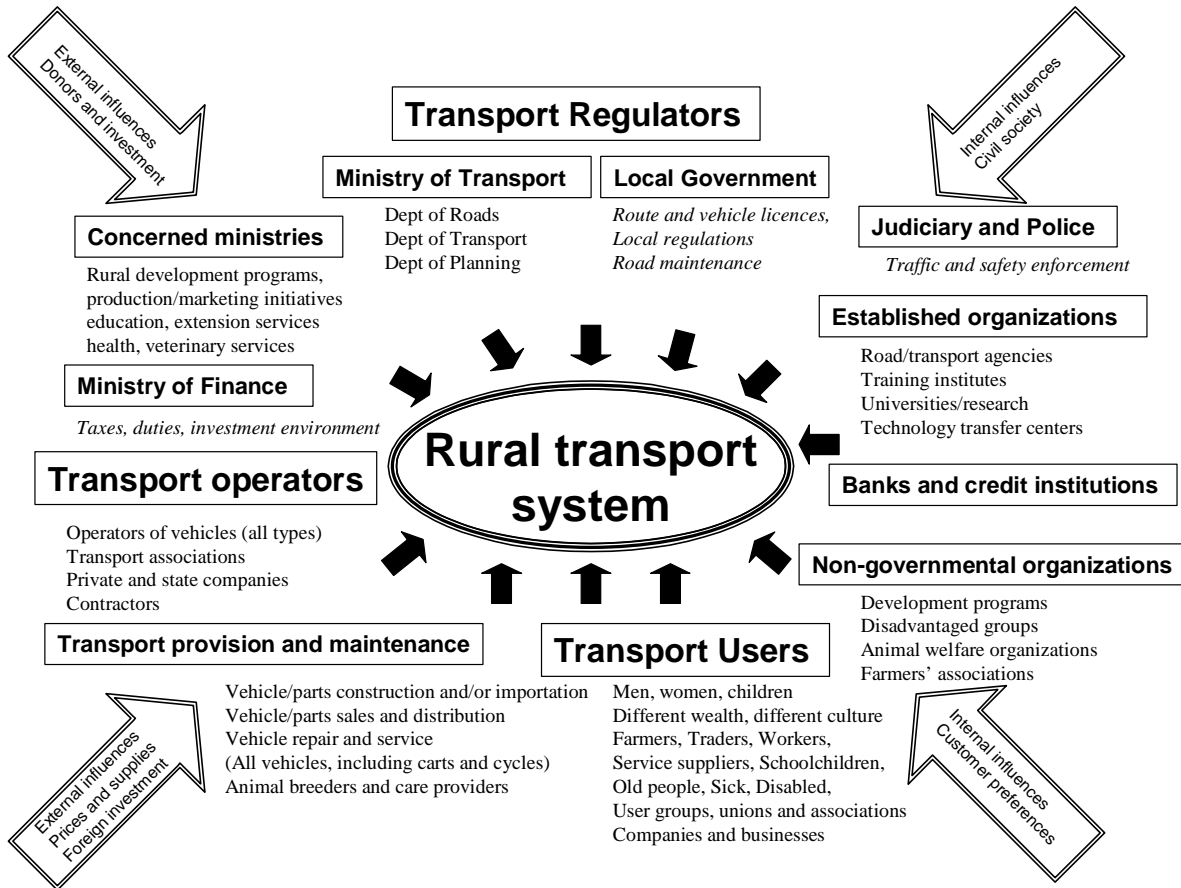 External influences
Donors and investment
Internal influences
Civil society
Transport Regulators
Ministry of Transport
Dept of Roads
Dept of Transport
Dept of Planning
Local Government
Route and vehicle licences,
Local regulations
Road maintenance
Concerned ministries
Rural development programs,
production/marketing initiatives
education, extension services
health, veterinary services
Judiciary and Police
Traffic and safety enforcement
Ministry of Finance
Taxes, duties, investment environment
Established organizations
Road/transport agencies
Training institutes
Universities/research
Technology transfer centers
Rural transport
system
Transport operators
Operators of vehicles (all types)
Transport associations
Private and state companies
Contractors
Banks and credit institutions
Non-governmental organizations
Development programs
Disadvantaged groups
Animal welfare organizations
Farmers’ associations
Transport provision and maintenance
Vehicle/parts construction and/or importation
Vehicle/parts sales and distribution
Vehicle repair and service
(All vehicles, including carts and cycles)
Animal breeders and care providers
Transport Users
Men, women, children
Different wealth, different culture
Farmers, Traders, Workers,
Service suppliers, Schoolchildren,
Old people, Sick, Disabled,
User groups, unions and associations
Companies and businesses
External influences
Prices and supplies
Foreign investment
Internal influences
Customer preferences